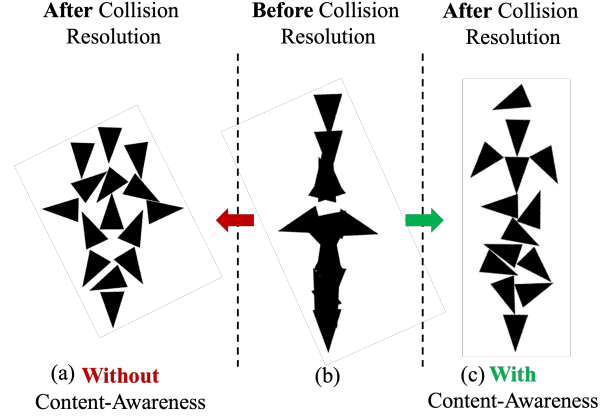 After Collision
Resolution
Before Collision
Resolution
After Collision
Resolution
(a) Without
Content-Awareness
(b)
(c) With
Content-Awareness